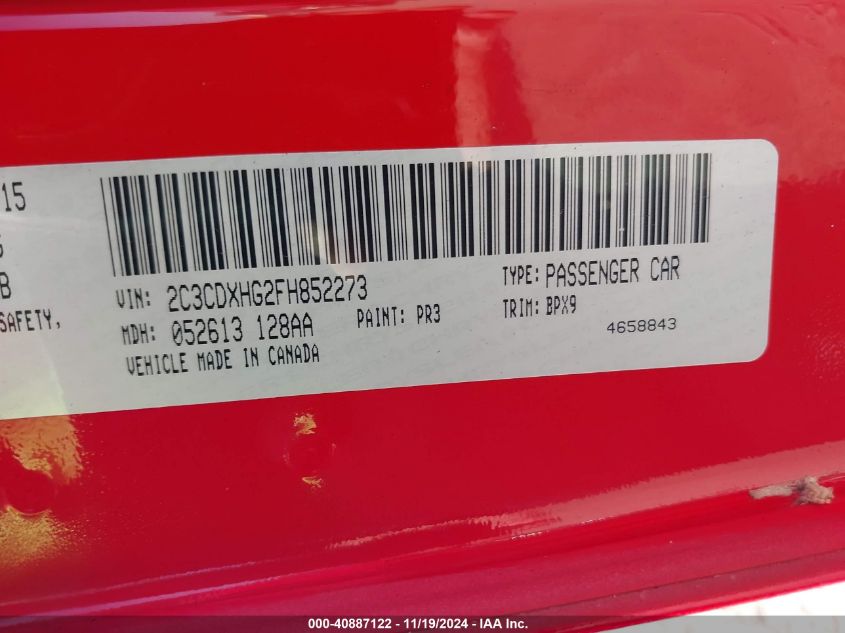 15
B
SAFETY,
VIN: 2C3CDXHG2FH852273
TYPE: PASSENGER CAR
MDH: 052613 128AA
PAINT: PR3
TRIM: BPX9
4658843
VEHICLE MADE IN CANADA
000-40887122 - 11/19/2024 - IAA Inc.